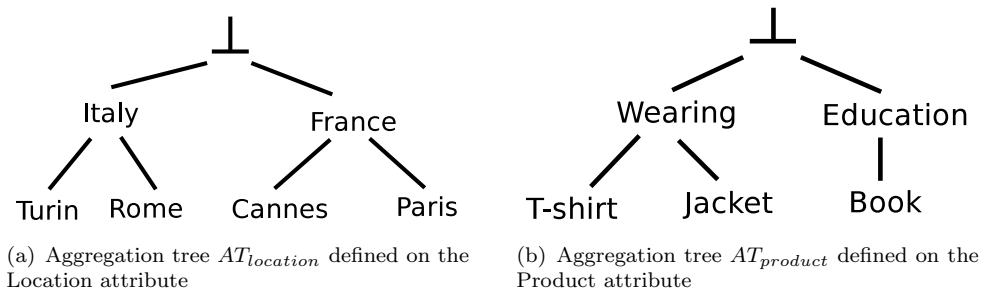 ⊥
Italy
France
Turin Rome Cannes Paris
(a) Aggregation tree AT_location defined on the
Location attribute
⊥
Wearing Education
T-shirt Jacket Book
(b) Aggregation tree AT_product defined on the
Product attribute